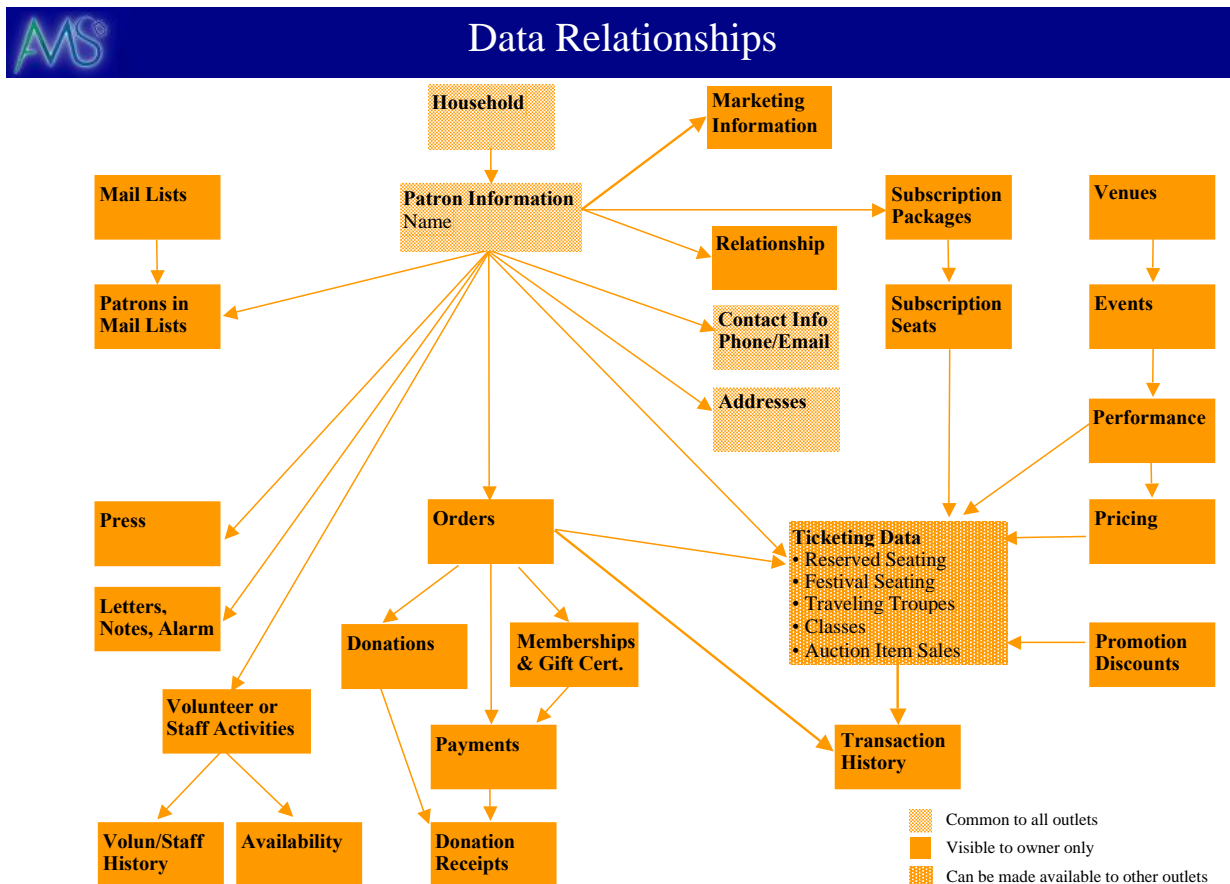 AMS
Data Relationships
Household
Marketing
Information
Mail Lists
Patron Information
Name
Subscription
Packages
Venues
Relationship
Patrons in
Mail Lists
Contact Info
Phone/Email
Subscription
Seats
Events
Addresses
Performance
Press
Orders
Ticketing Data
• Reserved Seating
• Festival Seating
• Traveling Troupes
• Classes
• Auction Item Sales
Pricing
Letters,
Notes, Alarm
Donations
Memberships
& Gift Cert.
Promotion
Discounts
Volunteer or
Staff Activities
Payments
Transaction
History
Volun/Staff
History
Availability
Donation
Receipts
Common to all outlets
Visible to owner only
Can be made available to other outlets